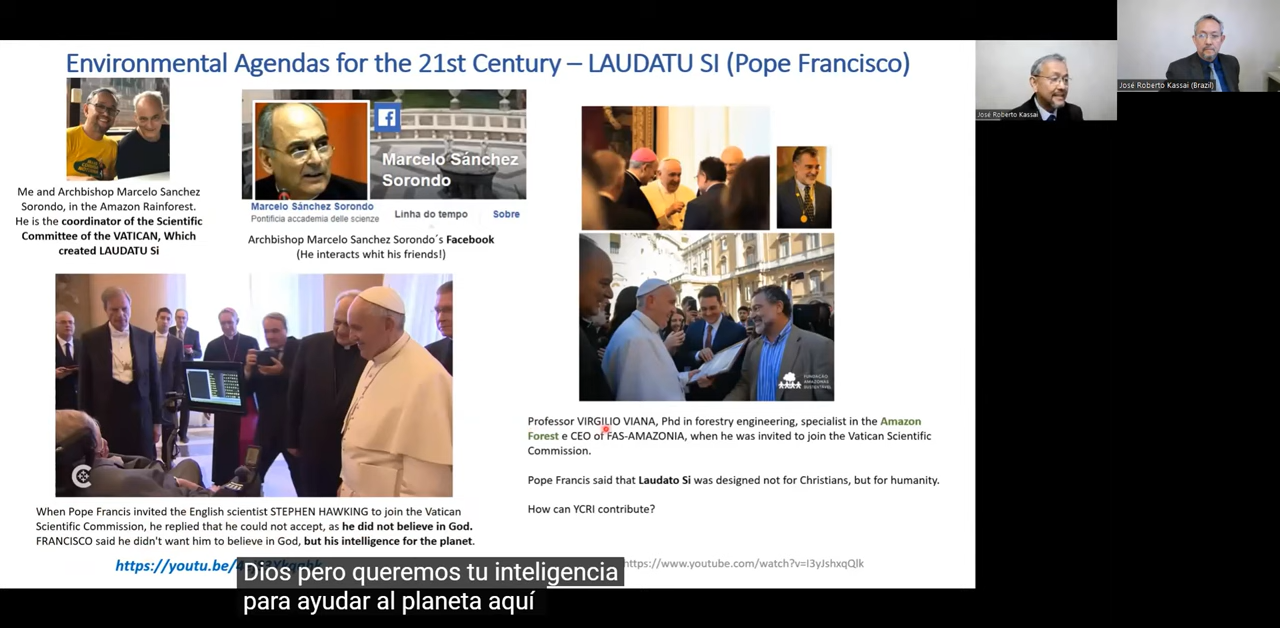 Environmental Agendas for the 21st Century – LAUDATU SI (Pope Francisco)
José Roberto Kassai
José Roberto Kassai (Brazil)
Me and Archbishop Marcelo Sanchez
Sorondo, in the Amazon Rainforest.
He is the coordinator of the Scientific
Committee of the VATICAN, Which
created LAUDATU Si
Marcelo Sánchez
Sorondo
Marcelo Sánchez Sorondo
Pontificia accademia delle scienze
Linha do tempo
Sobre
Archbishop Marcelo Sanchez Sorondo´s Facebook
(He interacts whit his friends!)
When Pope Francis invited the English scientist STEPHEN HAWKING to join the Vatican
Scientific Commission, he replied that he could not accept, as he did not believe in God.
FRANCISCO said he didn't want him to believe in God, but his intelligence for the planet.
https://youtu.be/
FUNDAÇÃO
AMAZONAS
SUSTENTÁVEL
Professor VIRGILIO VIANA, Phd in forestry engineering, specialist in the Amazon
Forest e CEO of FAS-AMAZONIA, when he was invited to join the Vatican Scientific
Commission.
Pope Francis said that Laudato Si was designed not for Christians, but for humanity.
How can YCRI contribute?
https://www.youtube.com/watch?v=I3yJshxqQlk
Dios pero queremos tu inteligencia
para ayudar al planeta aquí